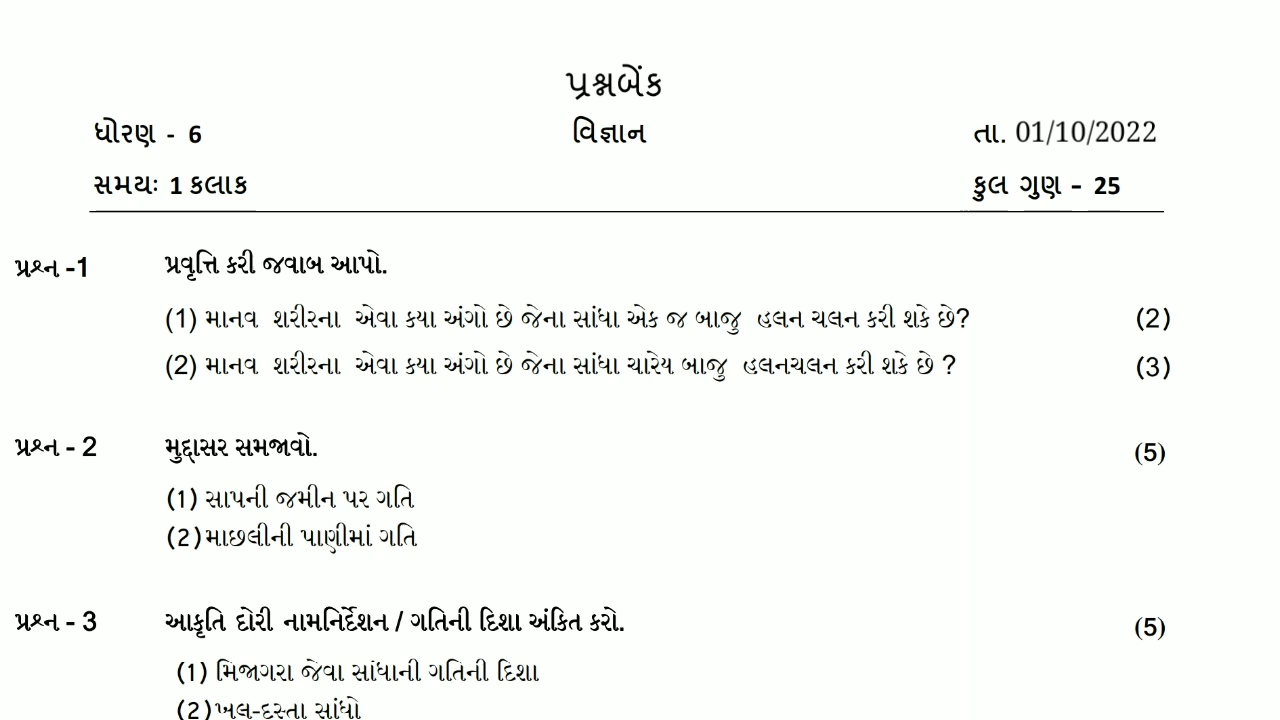 પ્રશ્નબેંક
ધોરણ - 6 વિજ્ઞાન તા. 01/10/2022
સમયઃ 1 કલાક કુલ ગુણ - 25
પ્રશ્ન -1 પ્રવૃત્તિ કરી જવાબ આપો.
(1) માનવ શરીરના એવા કયા અંગો છે જેના સાંધા એક જ બાજુ હલન ચલન કરી શકે છે? (2)
(2) માનવ શરીરના એવા કયા અંગો છે જેના સાંધા ચારેય બાજુ હલનચલન કરી શકે છે ? (3)
પ્રશ્ન - 2 મુદ્દાસર સમજાવો. (5)
(1) સાપની જમીન પર ગતિ
(2)માછલીની પાણીમાં ગતિ
પ્રશ્ન - 3 આકૃતિ દોરી નામનિર્દેશન / ગતિની દિશા અંકિત કરો. (5)
(1) મિજાગરા જેવા સાંધાની ગતિની દિશા
(2)ખલ-દસ્તા સાંધો